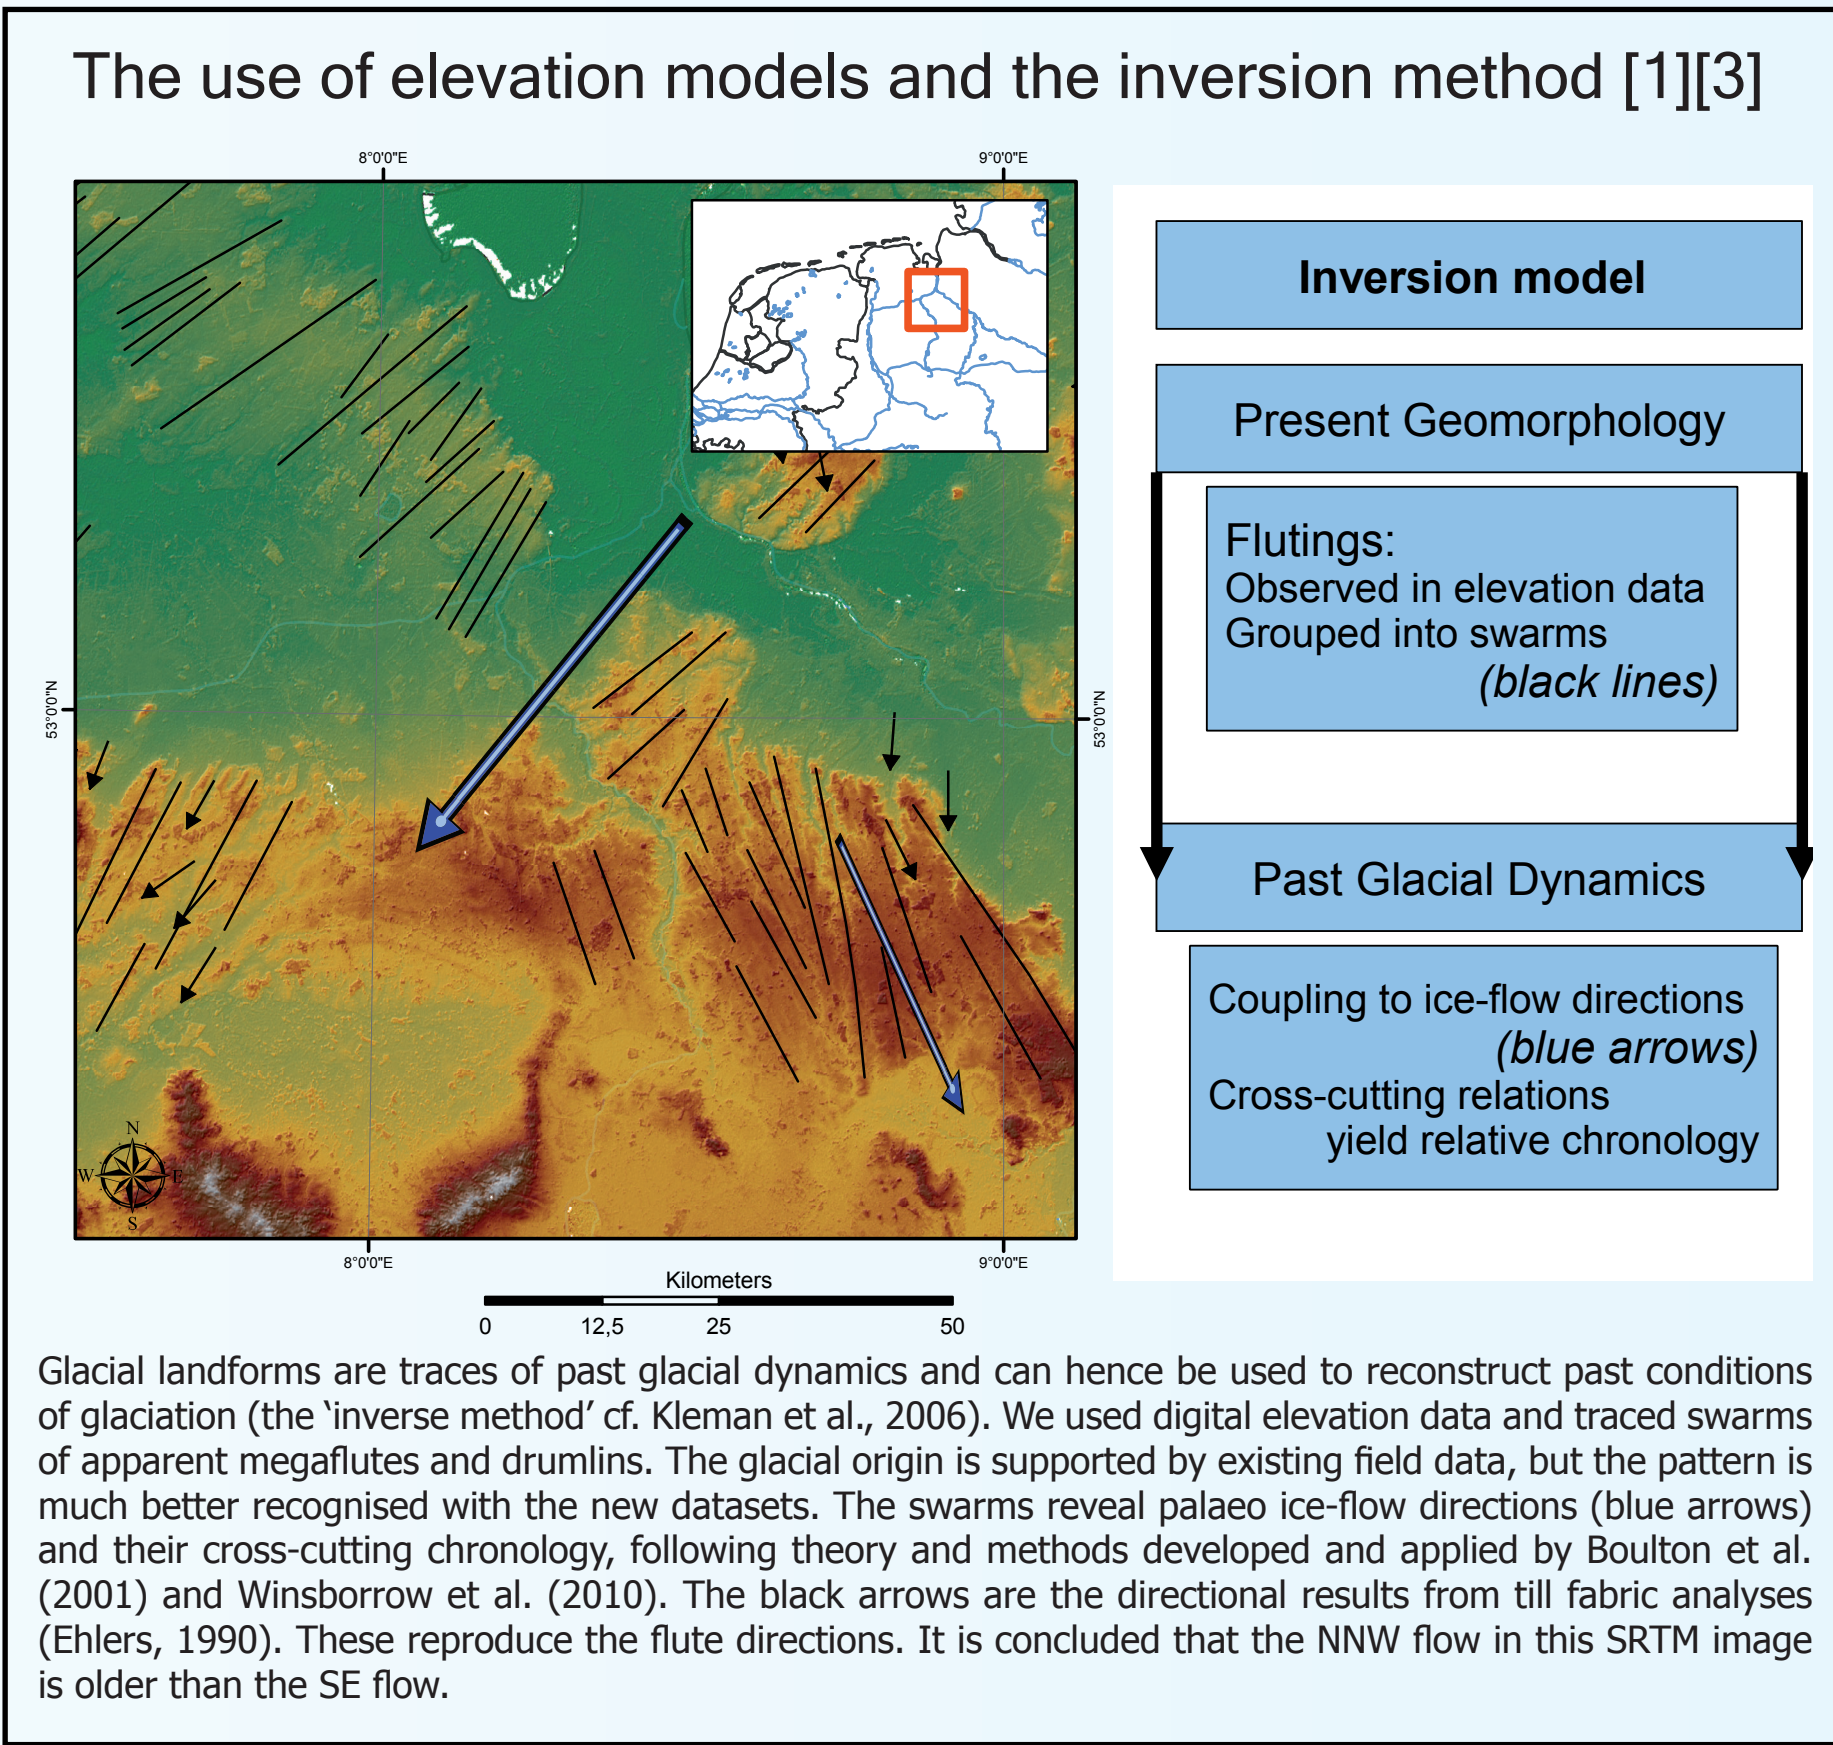 The use of elevation models and the inversion method [1][3]
8°0'0"E
9°0'0"E
53°0'0"N
53°0'0"N
N
W
E
S
8°0'0"E
9°0'0"E
Kilometers
0 12,5 25 50
Inversion model
Present Geomorphology
Flutings:
Observed in elevation data
Grouped into swarms
(black lines)
Past Glacial Dynamics
Coupling to ice-flow directions
(blue arrows)
Cross-cutting relations
yield relative chronology
Glacial landforms are traces of past glacial dynamics and can hence be used to reconstruct past conditions
of glaciation (the ‘inverse method’ cf. Kleman et al., 2006). We used digital elevation data and traced swarms
of apparent megaflutes and drumlins. The glacial origin is supported by existing field data, but the pattern is
much better recognised with the new datasets. The swarms reveal palaeo ice-flow directions (blue arrows)
and their cross-cutting chronology, following theory and methods developed and applied by Boulton et al.
(2001) and Winsborrow et al. (2010). The black arrows are the directional results from till fabric analyses
(Ehlers, 1990). These reproduce the flute directions. It is concluded that the NNW flow in this SRTM image
is older than the SE flow.